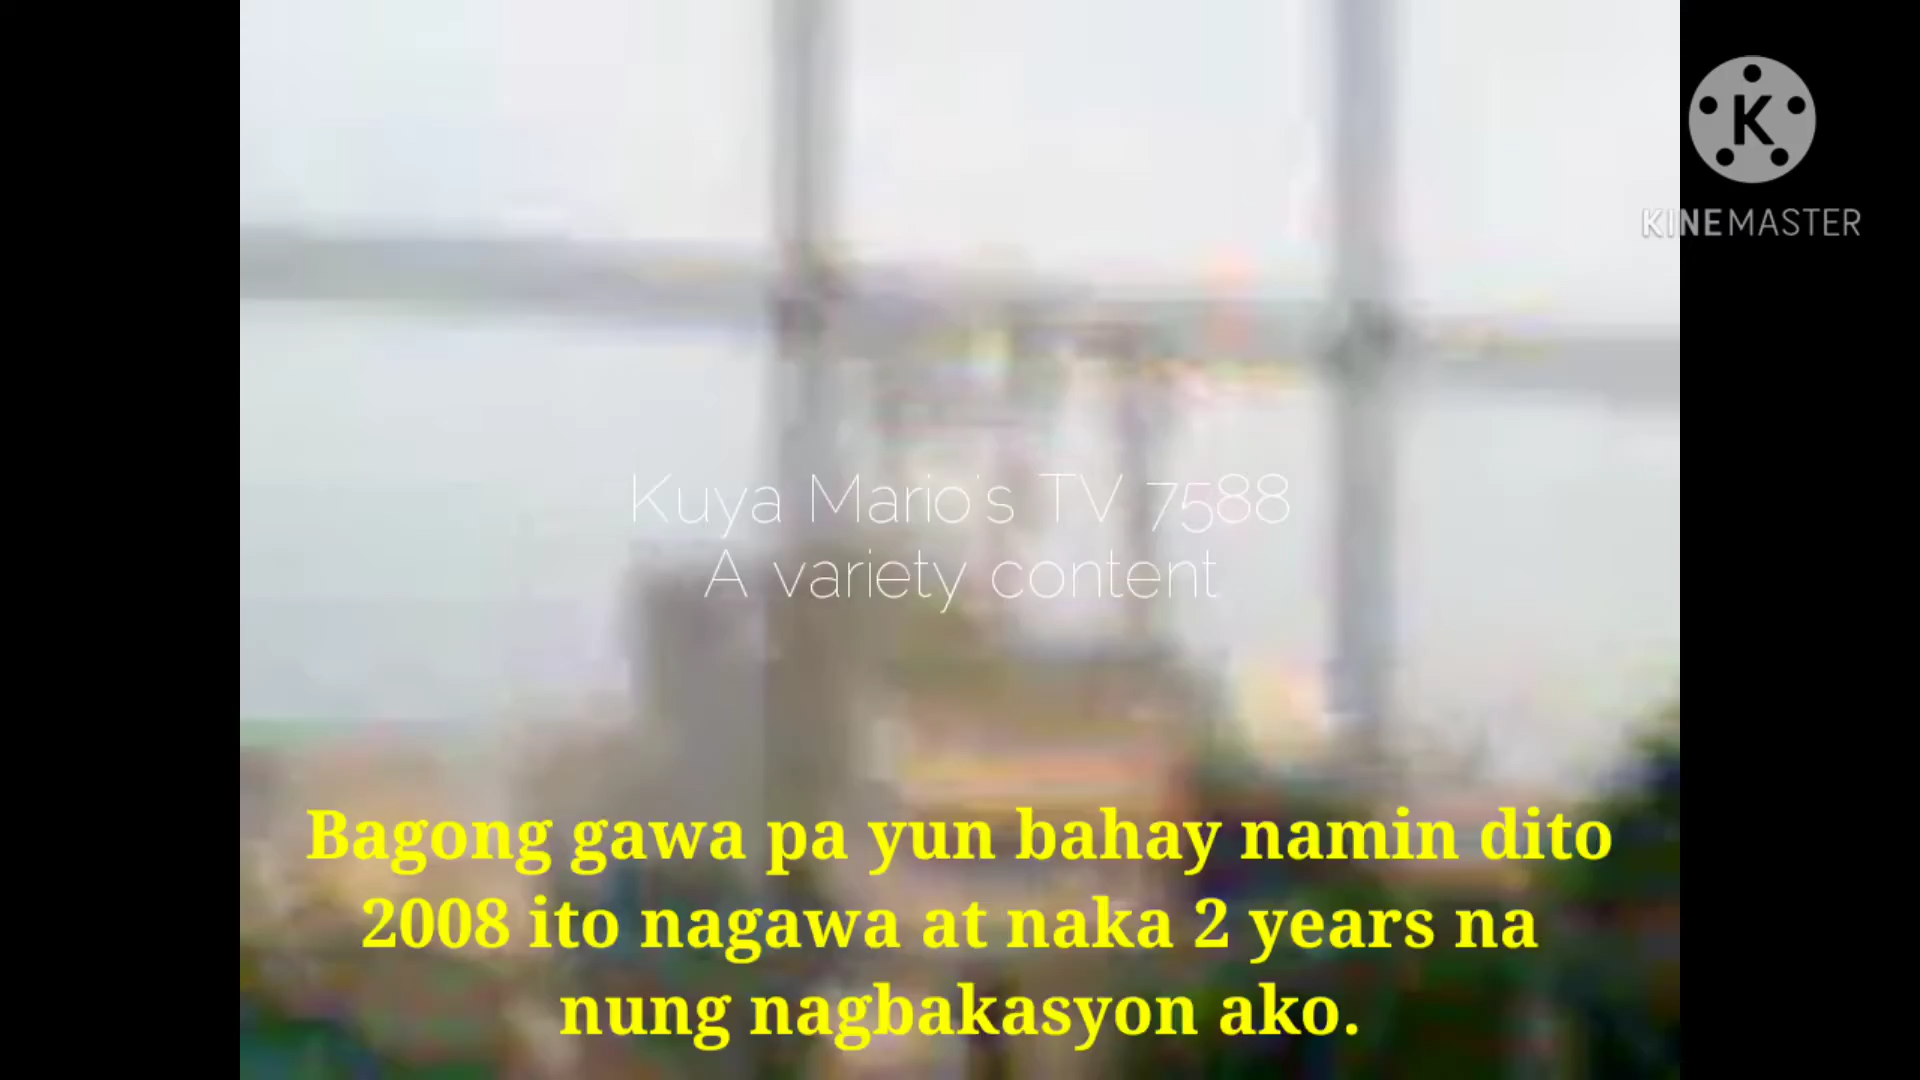 K
KINEMASTER
Kuya Mario's TV 7588
A variety content
Bagong gawa pa yun bahay namin dito
2008 ito nagawa at naka 2 years na
nung nagbakasyon ako.